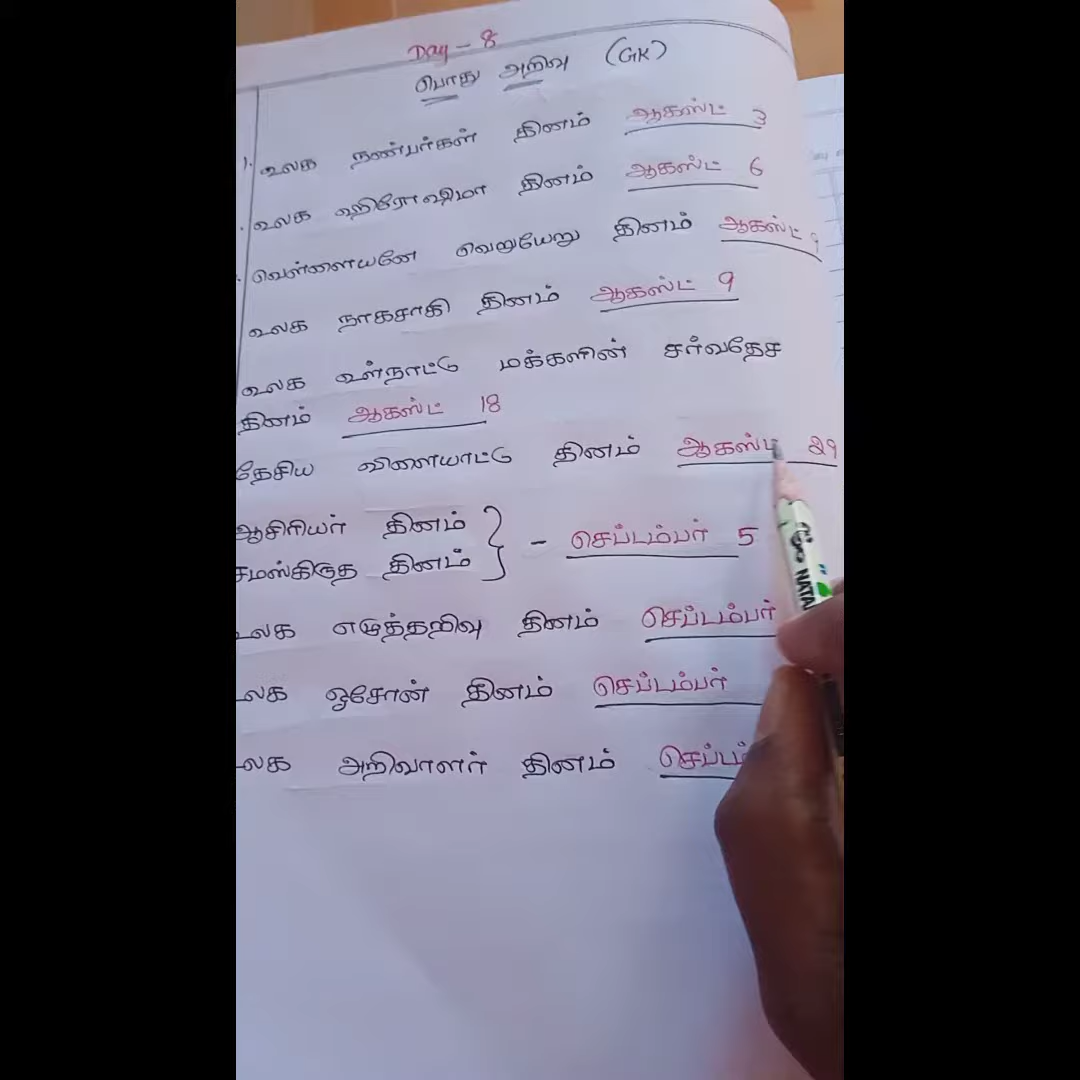 Day - 8
பொது அறிவு (GK)
1. உலக நண்பர்கள் தினம் ஆகஸ்ட் 3
உலக ஹிரோஷிமா தினம் ஆகஸ்ட் 6
வெள்ளையனே வெறுயேறு தினம் ஆகஸ்ட் 9
உலக நாகசாகி தினம் ஆகஸ்ட் 9
உலக உள்நாட்டு மக்களின் சர்வதேச
தினம் ஆகஸ்ட் 18
தேசிய விளையாட்டு தினம் ஆகஸ்ட் 29
ஆசிரியர் தினம் } - செப்டம்பர் 5
சமஸ்கிருத தினம்
உலக எழுத்தறிவு தினம் செப்டம்பர்
உலக ஓசோன் தினம் செப்டம்பர்
உலக அறிவாளர் தினம்
NATA